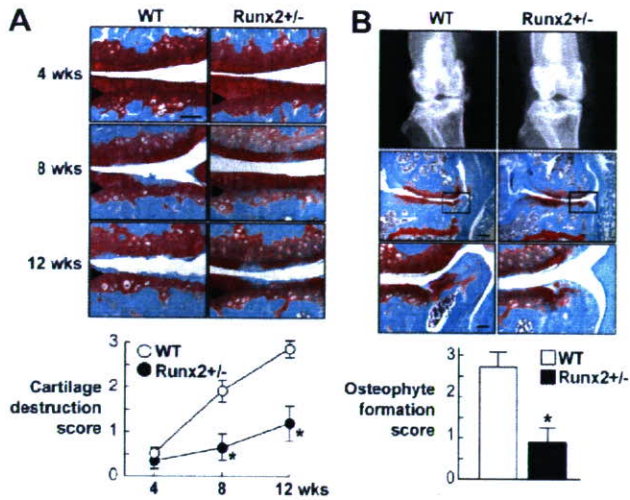 A
WT
Runx2+/-
4 wks
8 wks
12 wks
3
2
1
0
Cartilage
destruction
score
WT
Runx2+/-
*
*
4
8
12 wks
B
WT
Runx2+/-
3
2
1
0
Osteophyte
formation
score
WT
Runx2+/-
*